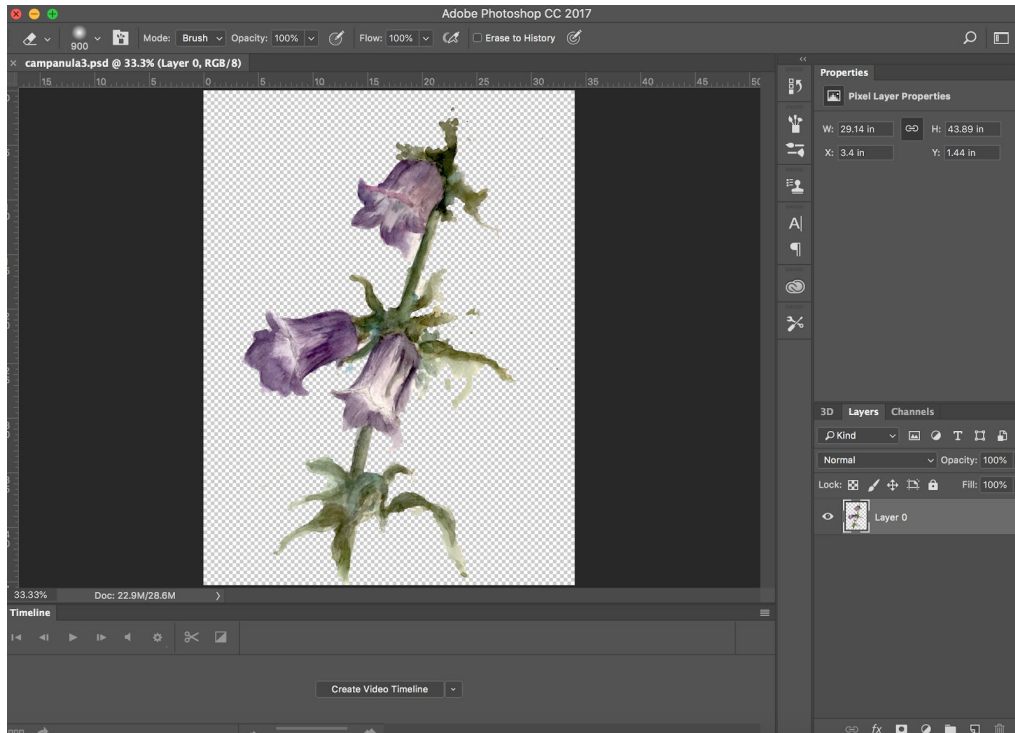 Adobe Photoshop CC 2017
900 Mode: Brush Opacity: 100% Flow: 100% Erase to History
× campanula3.psd @ 33.3% (Layer 0, RGB/8)
15 10 5 0 5 10 15 20 25 30 35 40 45 50
Properties
Pixel Layer Properties
W: 29.14 in H: 43.89 in
X: 3.4 in Y: 1.44 in
3D Layers Channels
Kind
Normal Opacity: 100%
Lock: Fill: 100%
Layer 0
33.33% Doc: 22.9M/28.6M
Timeline
Create Video Timeline
fx